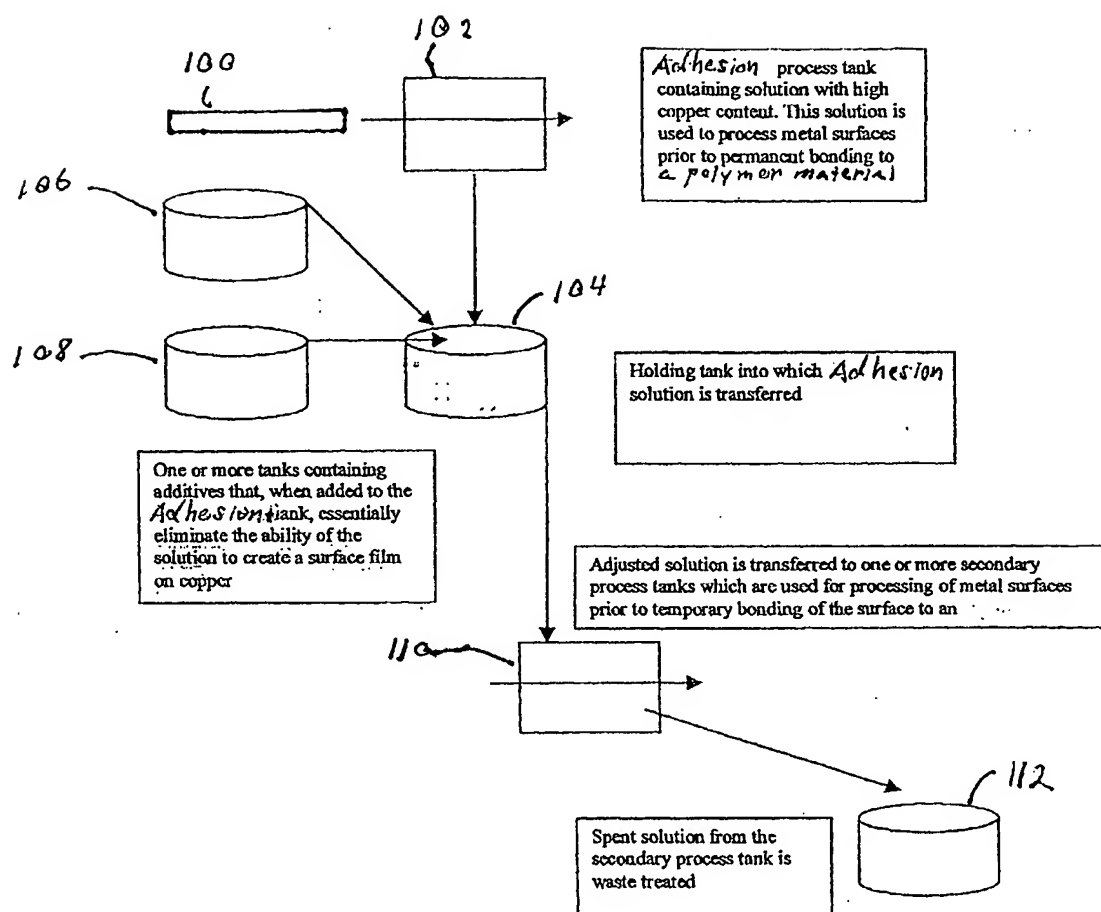 100
102
Adhesion process tank
containing solution with high
copper content. This solution is
used to process metal surfaces
prior to permanent bonding to
a polymer material
106
104
108
Holding tank into which Adhesion
solution is transferred
One or more tanks containing
additives that, when added to the
Adhesion tank, essentially
eliminate the ability of the
solution to create a surface film
on copper
Adjusted solution is transferred to one or more secondary
process tanks which are used for processing of metal surfaces
prior to temporary bonding of the surface to an
110
112
Spent solution from the
secondary process tank is
waste treated